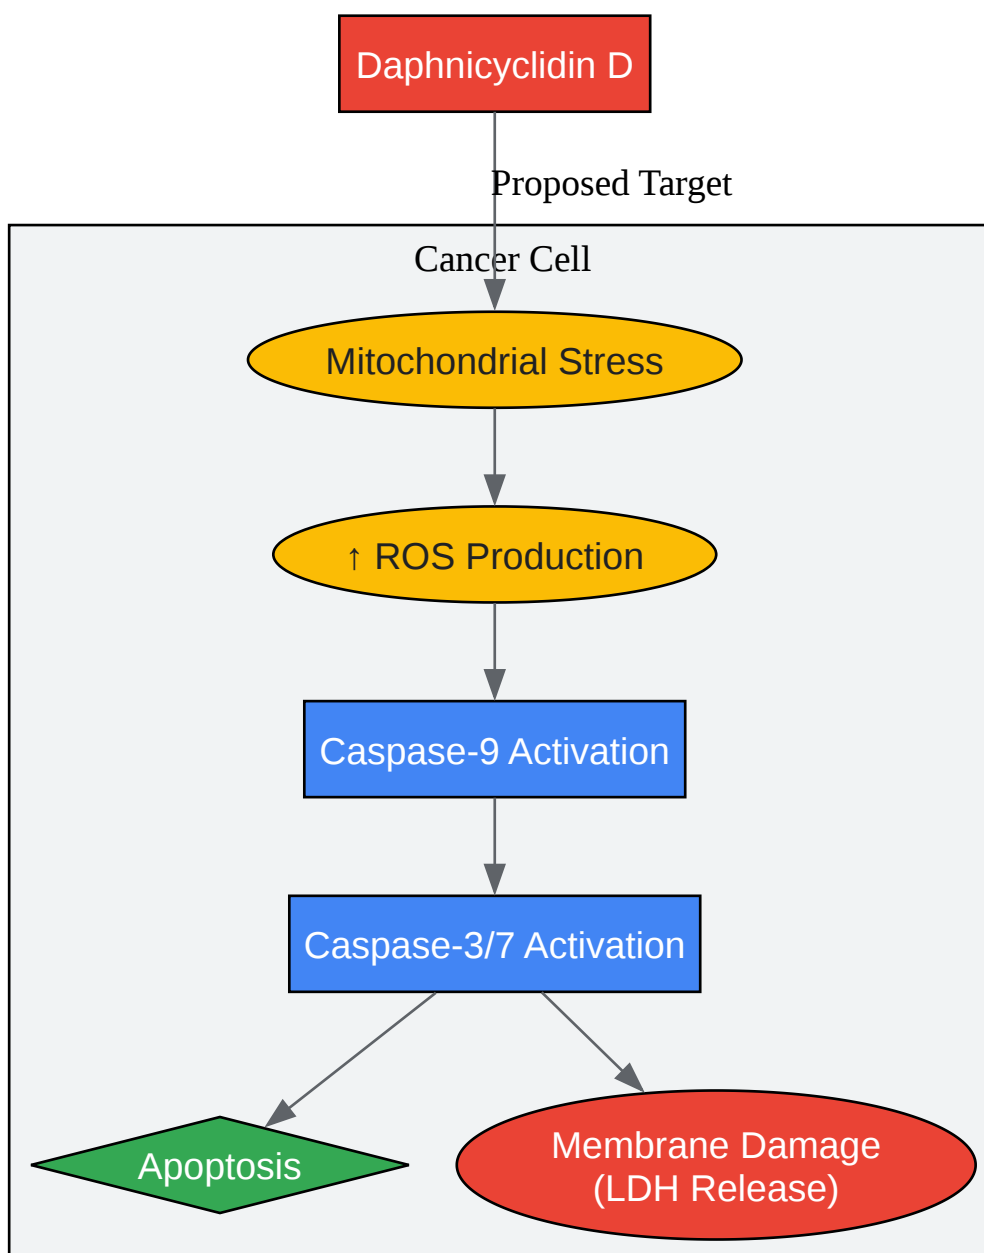 Daphnicyclidin D
Proposed Target
Cancer Cell
Mitochondrial Stress
↑ ROS Production
Caspase-9 Activation
Caspase-3/7 Activation
Apoptosis
Membrane Damage
(LDH Release)